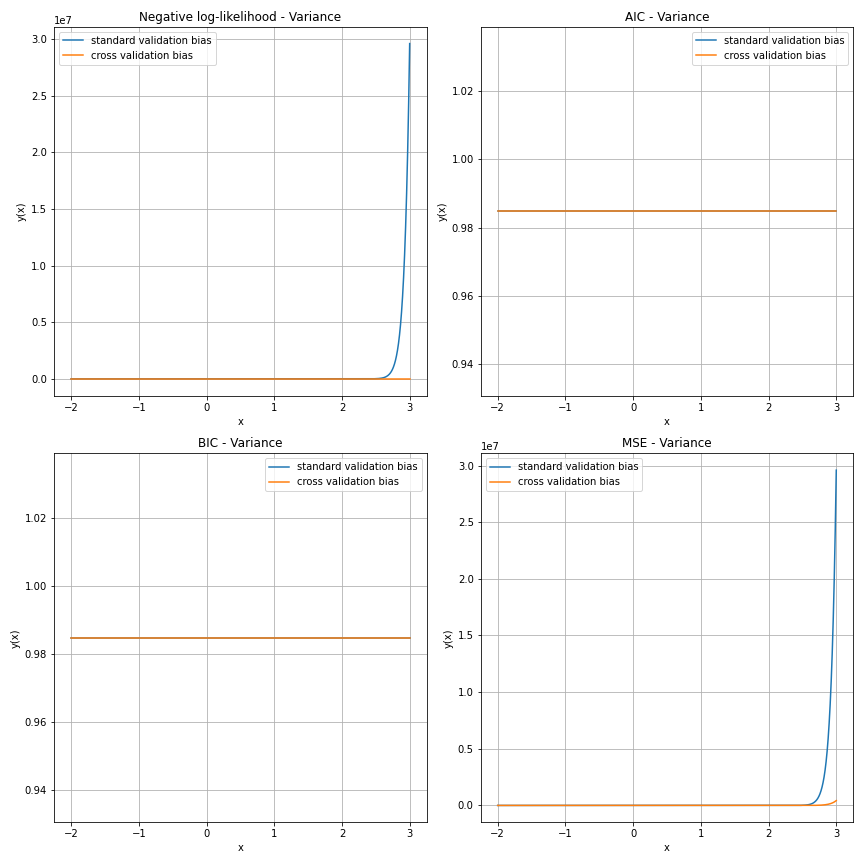 Negative log-likelihood - Variance
1e7
standard validation bias
cross validation bias
3.0
2.5
2.0
1.5
1.0
0.5
0.0
y(x)
−2
−1
0
1
2
3
x
AIC - Variance
standard validation bias
cross validation bias
1.02
1.00
0.98
0.96
0.94
y(x)
−2
−1
0
1
2
3
x
BIC - Variance
standard validation bias
cross validation bias
1.02
1.00
0.98
0.96
0.94
y(x)
−2
−1
0
1
2
3
x
MSE - Variance
1e7
standard validation bias
cross validation bias
3.0
2.5
2.0
1.5
1.0
0.5
0.0
y(x)
−2
−1
0
1
2
3
x